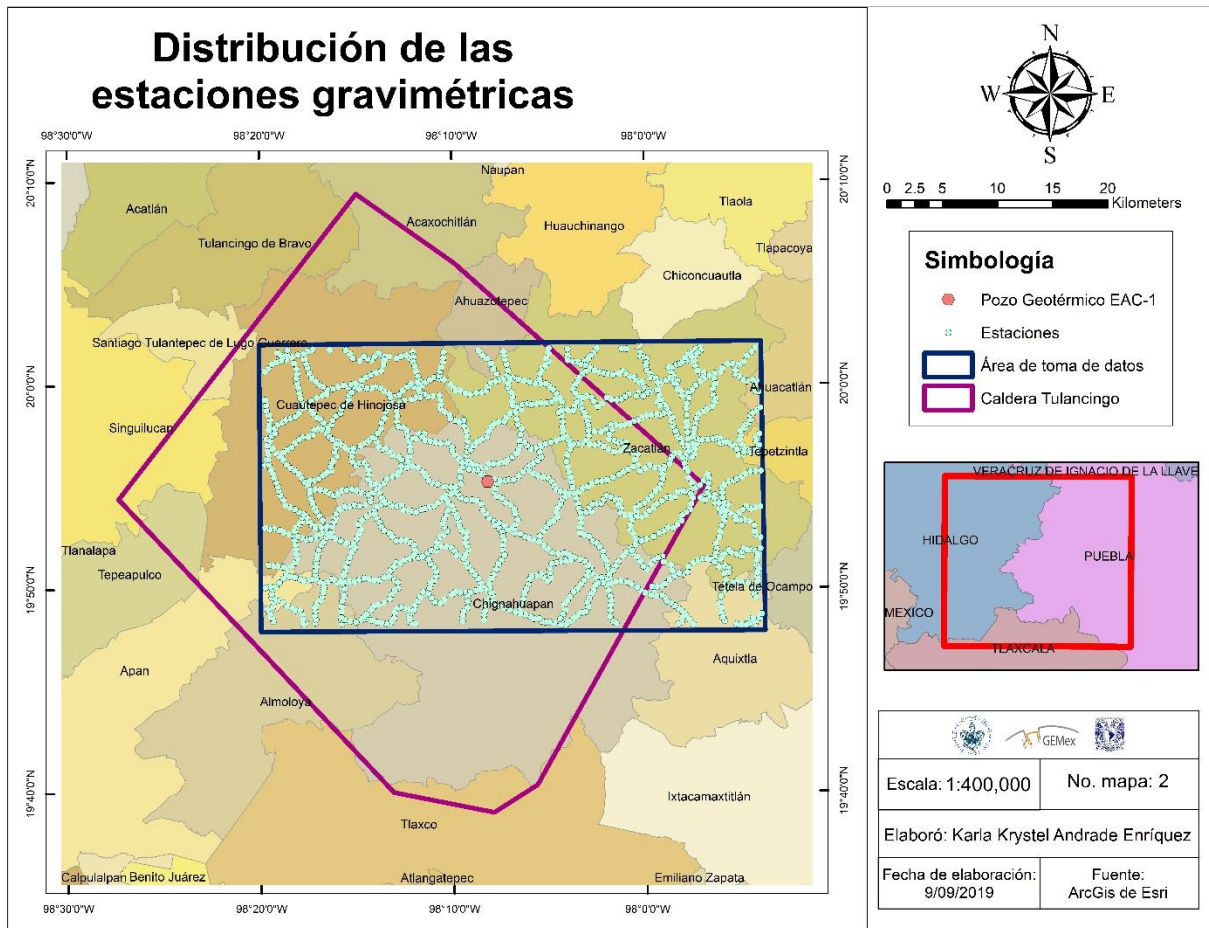 Distribución de las
estaciones gravimétricas
98°30'0"W 98°20'0"W 98°10'0"W 98°0'0"W
20°10'0"N
20°0'0"N
19°50'0"N
19°40'0"N
20°10'0"N
20°0'0"N
19°50'0"N
19°40'0"N
Naupan
Acatlán
Acaxochitlán
Tlaola
Huauchinango
Tulancingo de Bravo
Tlapacoya
Chiconcuautla
Ahuazotepec
Santiago Tulantepec de Lugo Guerrero
Ahuacatlán
Cuautepec de Hinojosa
Singuilucan
Zacatlán
Tepetzintla
Tlanalapa
Tepeapulco
Tetela de Ocampo
Chignahuapan
Apan
Aquixtla
Almoloya
Ixtacamaxtitlán
Tlaxco
Calpulalpan
Benito Juárez
Atlangatepec
Emiliano Zapata
98°30'0"W 98°20'0"W 98°10'0"W 98°0'0"W
N
W E
S
0 2.5 5 10 15 20
Kilometers
Simbología
Pozo Geotérmico EAC-1
Estaciones
Área de toma de datos
Caldera Tulancingo
VERACRUZ DE IGNACIO DE LA LLAVE
HIDALGO
PUEBLA
MEXICO
TLAXCALA
GEMex
Escala: 1:400,000
No. mapa: 2
Elaboró: Karla Krystel Andrade Enríquez
Fecha de elaboración:
9/09/2019
Fuente:
ArcGis de Esri